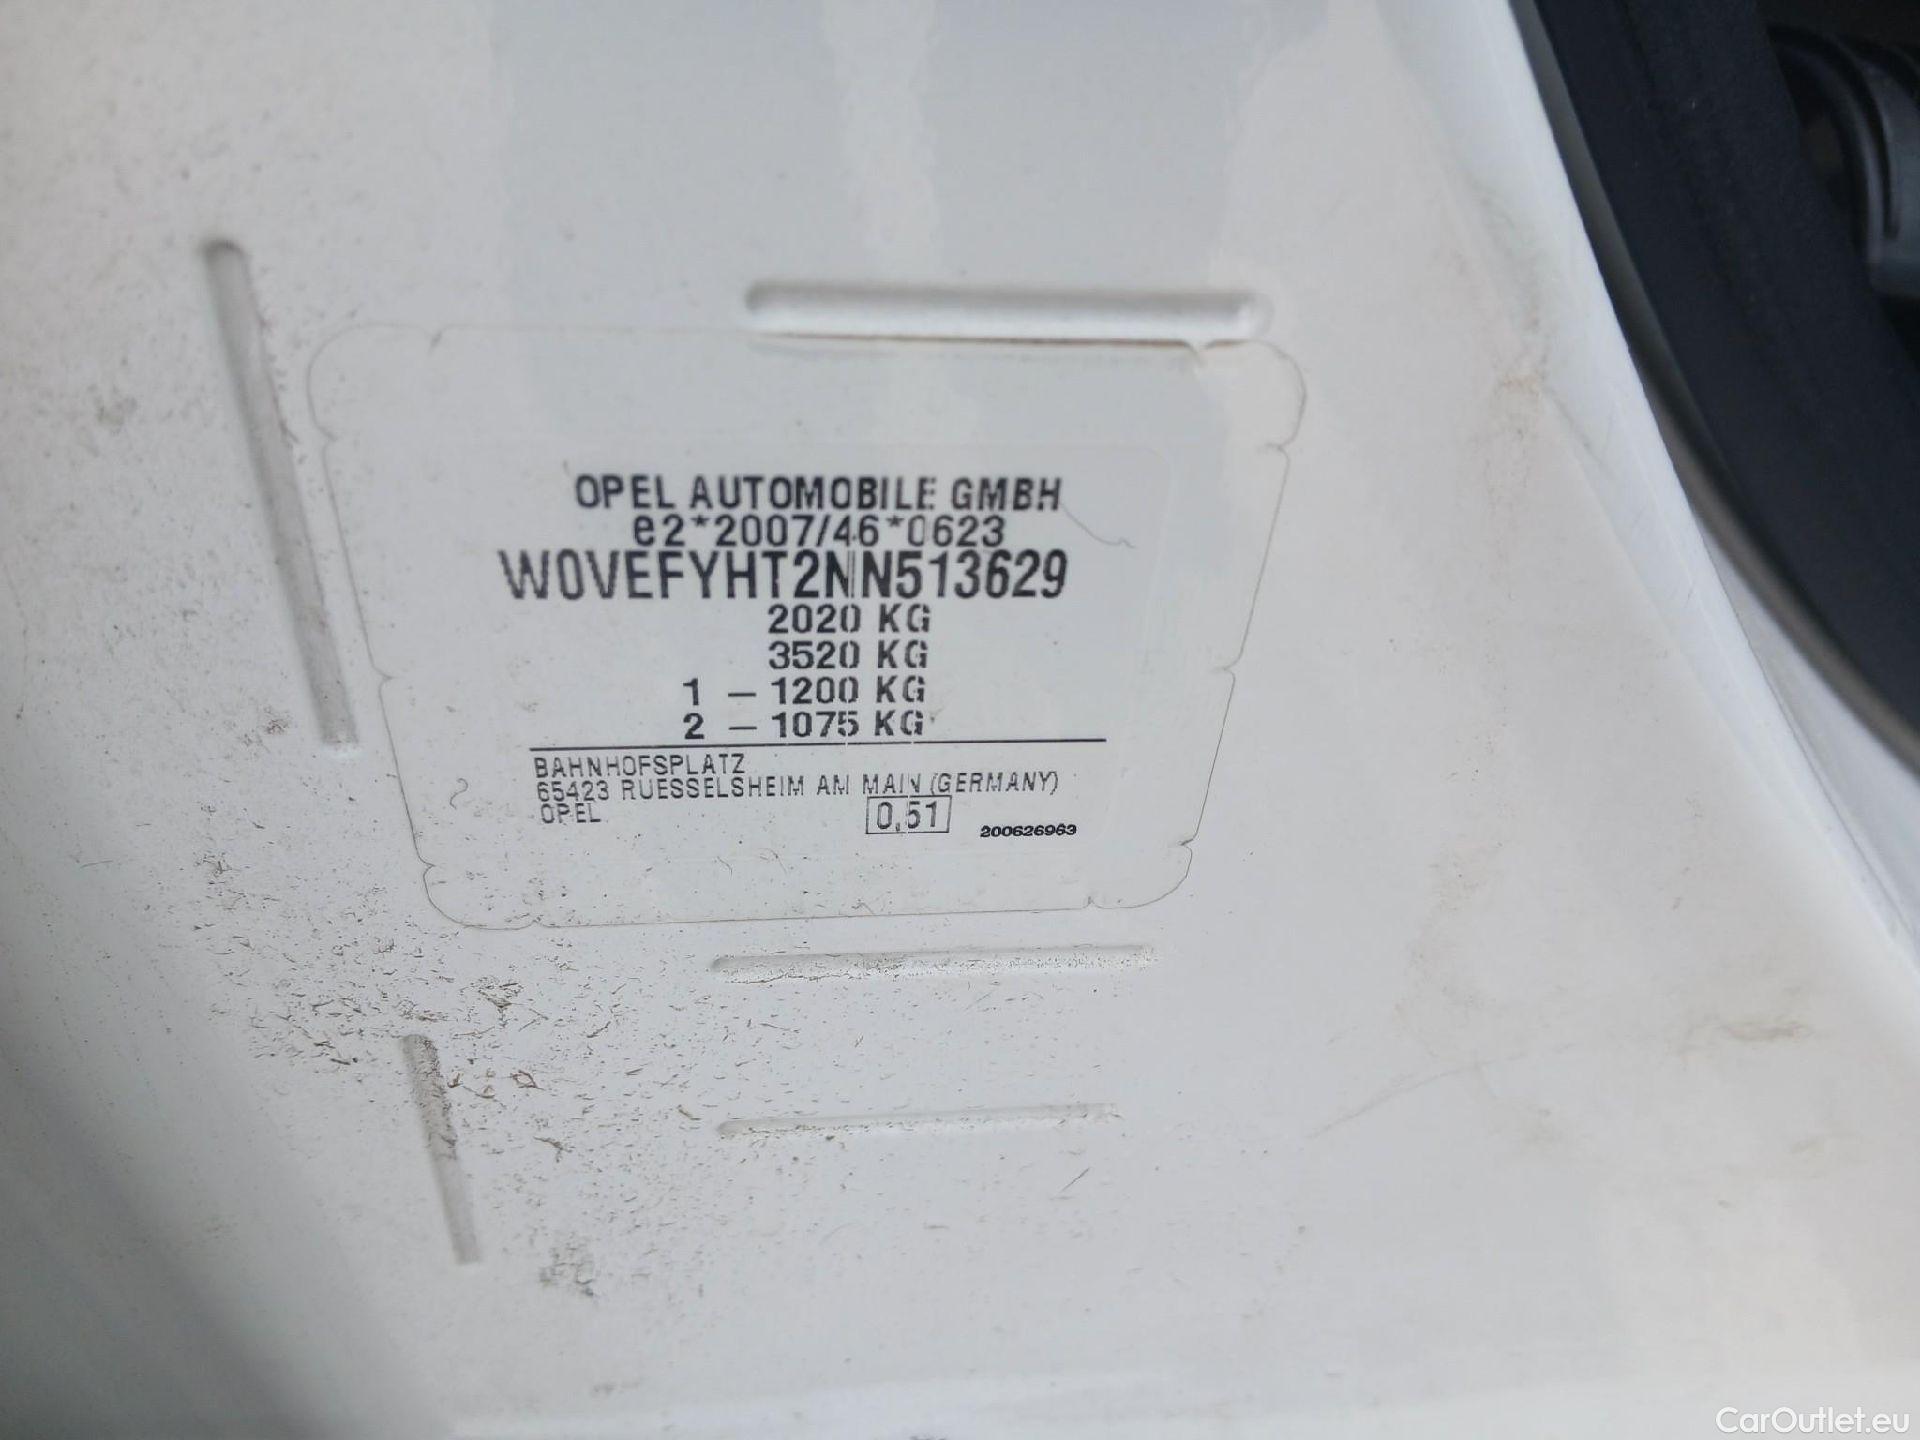 OPEL AUTOMOBILE GMBH
e2*2007/46*0623
W0VEFYHT2NN513629
2020 KG
3520 KG
1 – 1200 KG
2 – 1075 KG
BAHNHOFSPLATZ
65423 RUESSELSHEIM AM MAIN (GERMANY)
OPEL 0,51 200626963
CarOutlet.eu